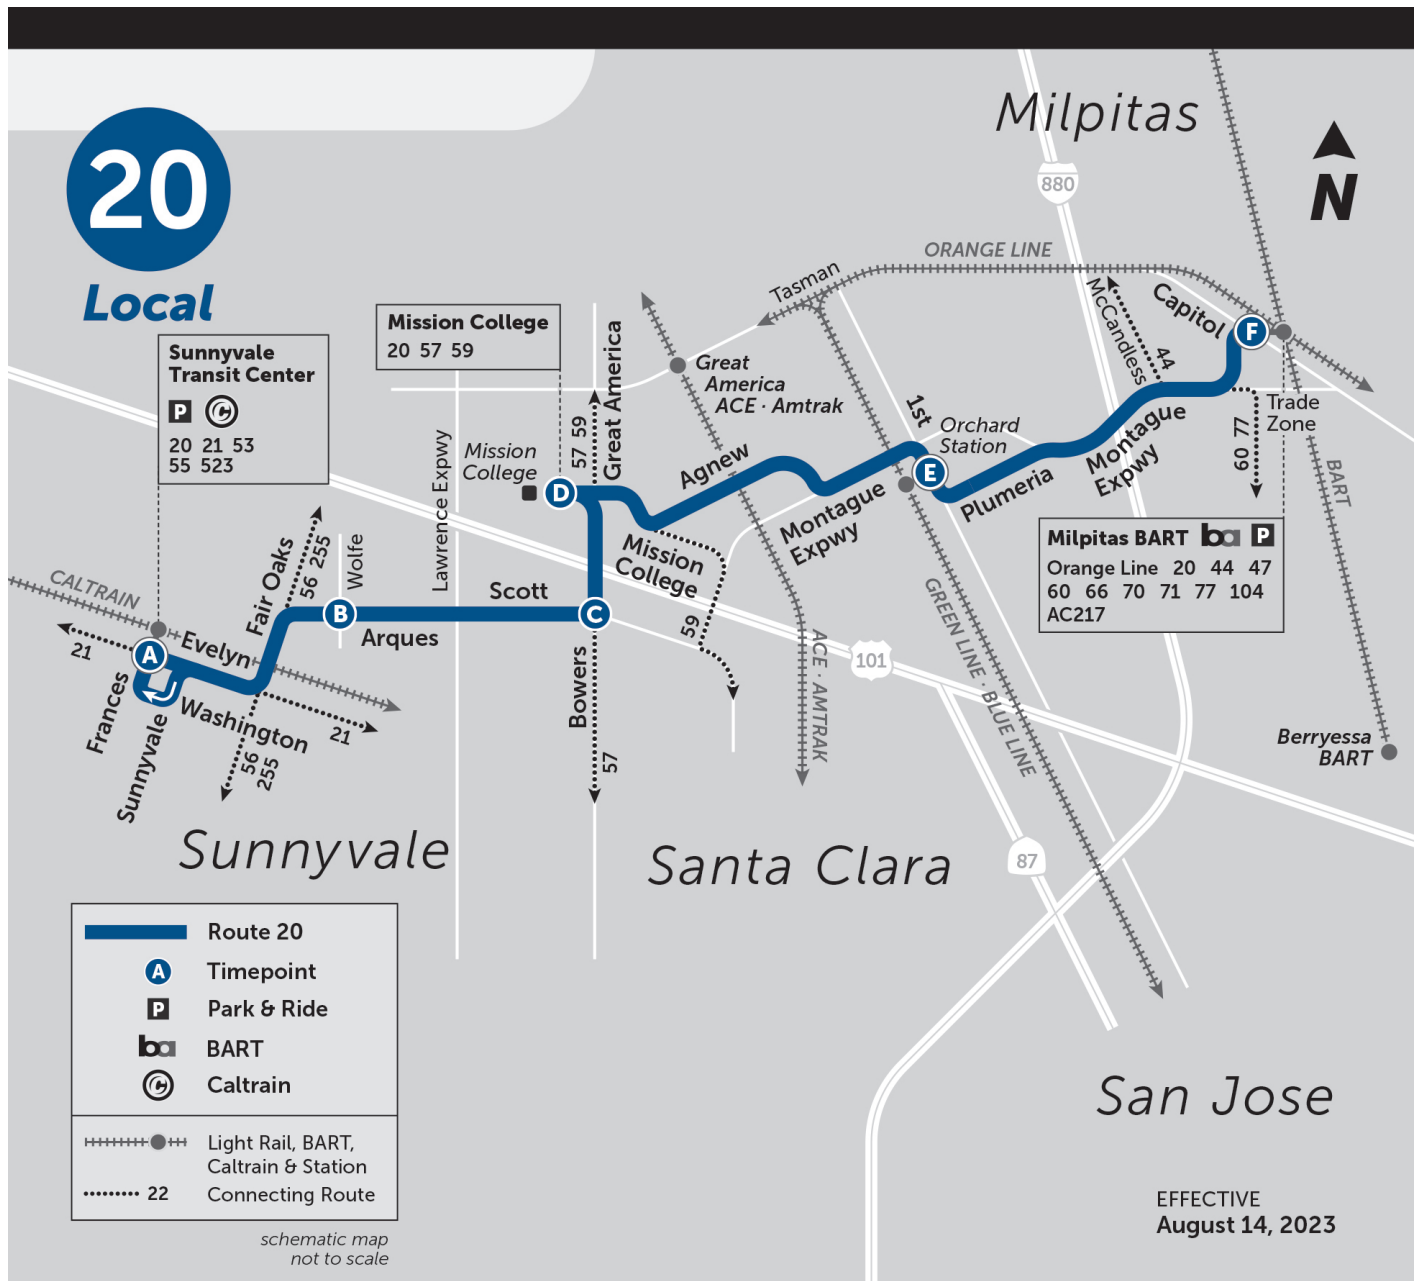 20
Local
Milpitas
N
880
ORANGE LINE
Tasman
Sunnyvale
Transit Center
P C
20 21 53
55 523
Mission College
20 57 59
Great America
57 59
Great
America
ACE · Amtrak
McCandless
44
Capitol
F
1st
Orchard
Station
Trade
Zone
60 77
BART
Mission
College
D
Lawrence Expwy
Agnew
E
Montague
Expwy
Plumeria
Montague
Expwy
Milpitas BART ba P
Orange Line 20 44 47
60 66 70 71 77 104
AC217
Mission
College
59
Fair Oaks
56 255
Wolfe
B
Arques
Scott
C
CALTRAIN
21
A
Evelyn
Frances
Sunnyvale
Washington
21
56
255
Bowers
57
ACE · AMTRAK
101
GREEN LINE · BLUE LINE
87
Berryessa
BART
Sunnyvale
Santa Clara
San Jose
Route 20
A Timepoint
P Park & Ride
ba BART
C Caltrain
Light Rail, BART,
Caltrain & Station
22 Connecting Route
schematic map
not to scale
EFFECTIVE
August 14, 2023